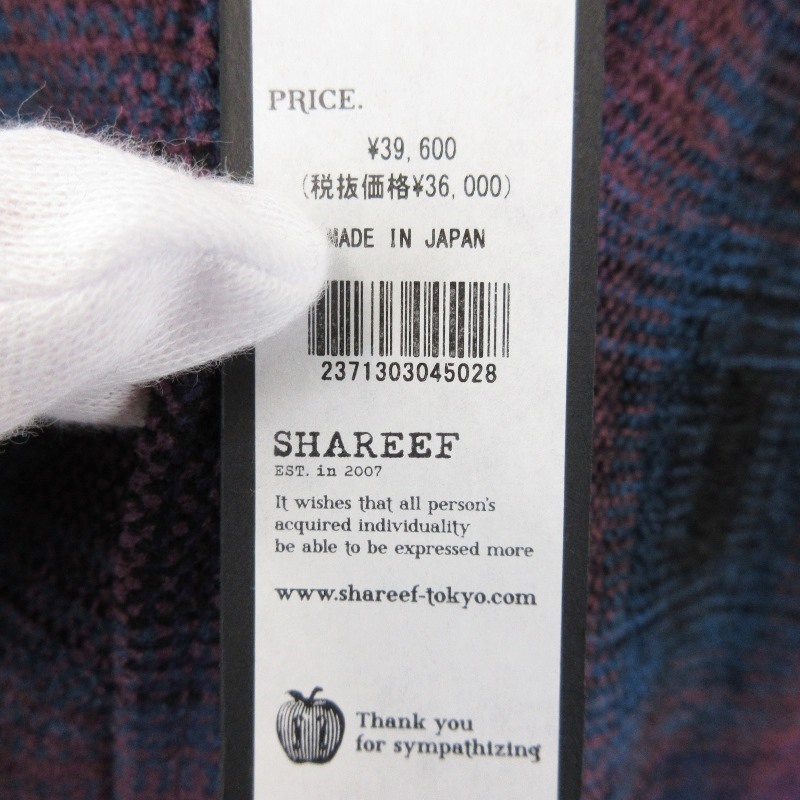 PRICE.
¥39,600
(税抜価格¥36,000)
MADE IN JAPAN
2371303045028
SHAREEF
EST. in 2007
It wishes that all person's
acquired individuality
be able to be expressed more
www.shareef-tokyo.com
Thank you
for sympathizing